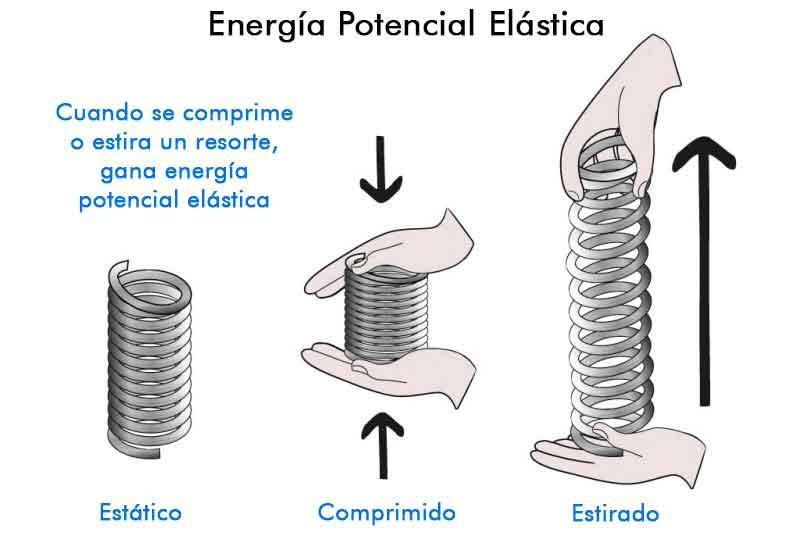 Energía Potencial Elástica
Cuando se comprime
o estira un resorte,
gana energía
potencial elástica
Estático
Comprimido
Estirado